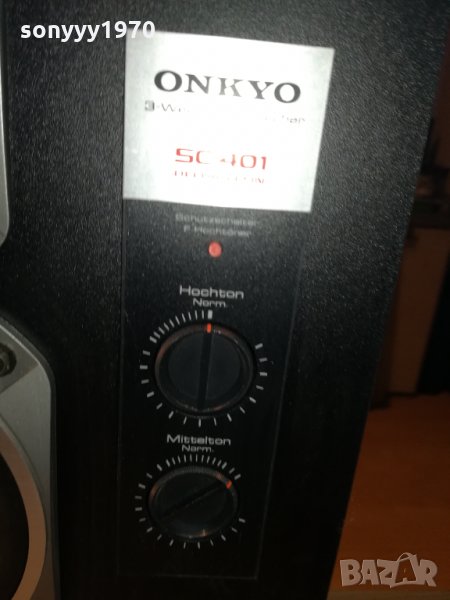 sonyyy1970
ONKYO
SC-401
Schutzschalter
F. Hochtöner
Hochton
Norm.
Mittelton
Norm.
BAZAR